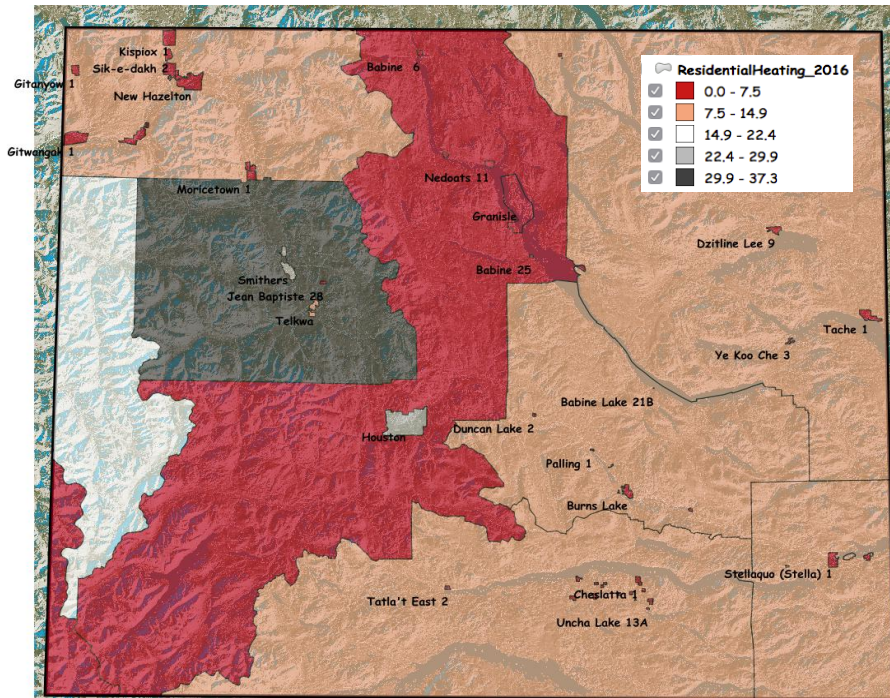 Kispiox 1
Sik-e-dakh 2
Gitanyow 1
New Hazelton
Gitwangak 1
Moricetown 1
Babine 6
ResidentialHeating_2016
0.0 - 7.5
7.5 - 14.9
14.9 - 22.4
22.4 - 29.9
29.9 - 37.3
Nedoats 11
Granisle
Dzitline Lee 9
Babine 25
Smithers
Jean Baptiste 28
Telkwa
Tache 1
Ye Koo Che 3
Babine Lake 21B
Houston
Duncan Lake 2
Palling 1
Burns Lake
Stellaquo (Stella) 1
Tatla't East 2
Cheslatta 1
Uncha Lake 13A